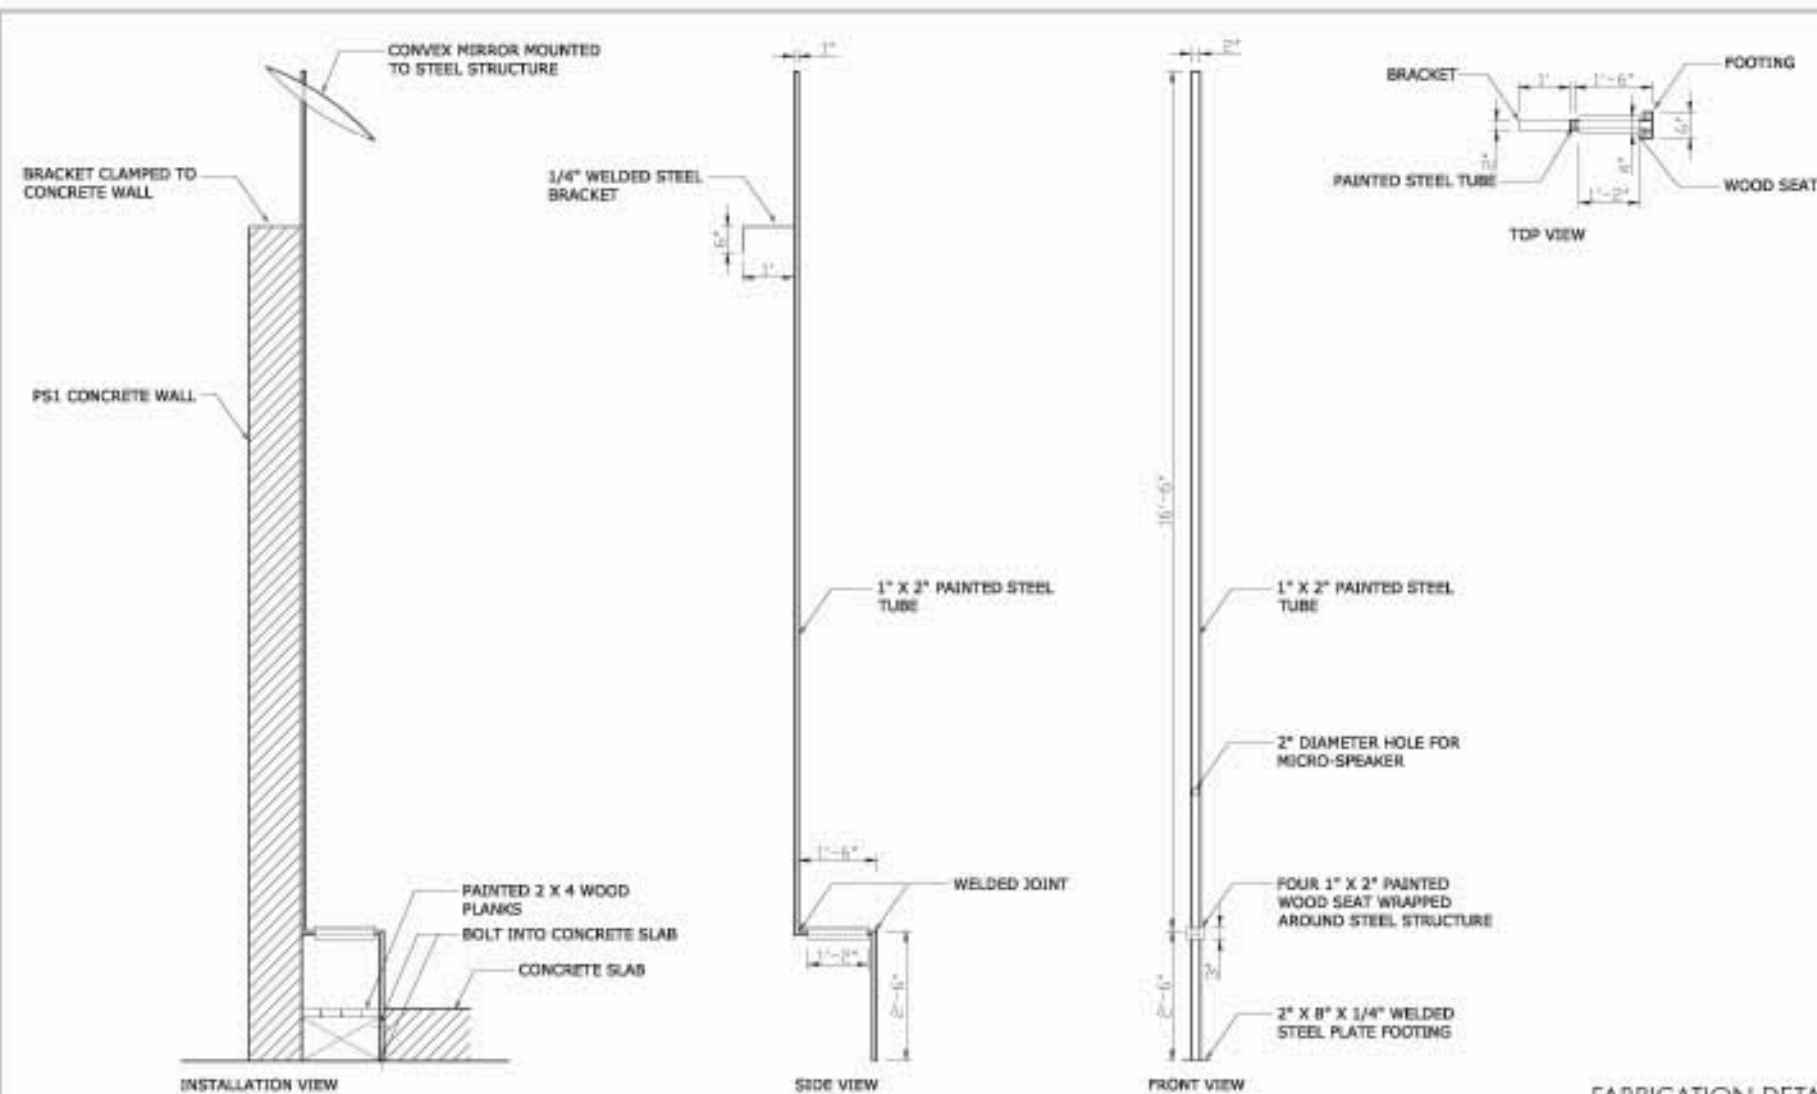 CONVEX MIRROR MOUNTED
TO STEEL STRUCTURE
BRACKET CLAMPED TO
CONCRETE WALL
PS1 CONCRETE WALL
PAINTED 2 X 4 WOOD
PLANKS
BOLT INTO CONCRETE SLAB
CONCRETE SLAB
INSTALLATION VIEW
1"
1/4" WELDED STEEL
BRACKET
6"
1'
1" X 2" PAINTED STEEL
TUBE
1'-6"
WELDED JOINT
1'-2"
2'-6"
SIDE VIEW
2"
16'-6"
1" X 2" PAINTED STEEL
TUBE
2" DIAMETER HOLE FOR
MICRO-SPEAKER
FOUR 1" X 2" PAINTED
WOOD SEAT WRAPPED
AROUND STEEL STRUCTURE
2'-6"
2" X 8" X 1/4" WELDED
STEEL PLATE FOOTING
FRONT VIEW
BRACKET
1'
1'-6"
FOOTING
2"
6"
PAINTED STEEL TUBE
1'-2"
WOOD SEAT
TOP VIEW
FABRICATION DETA